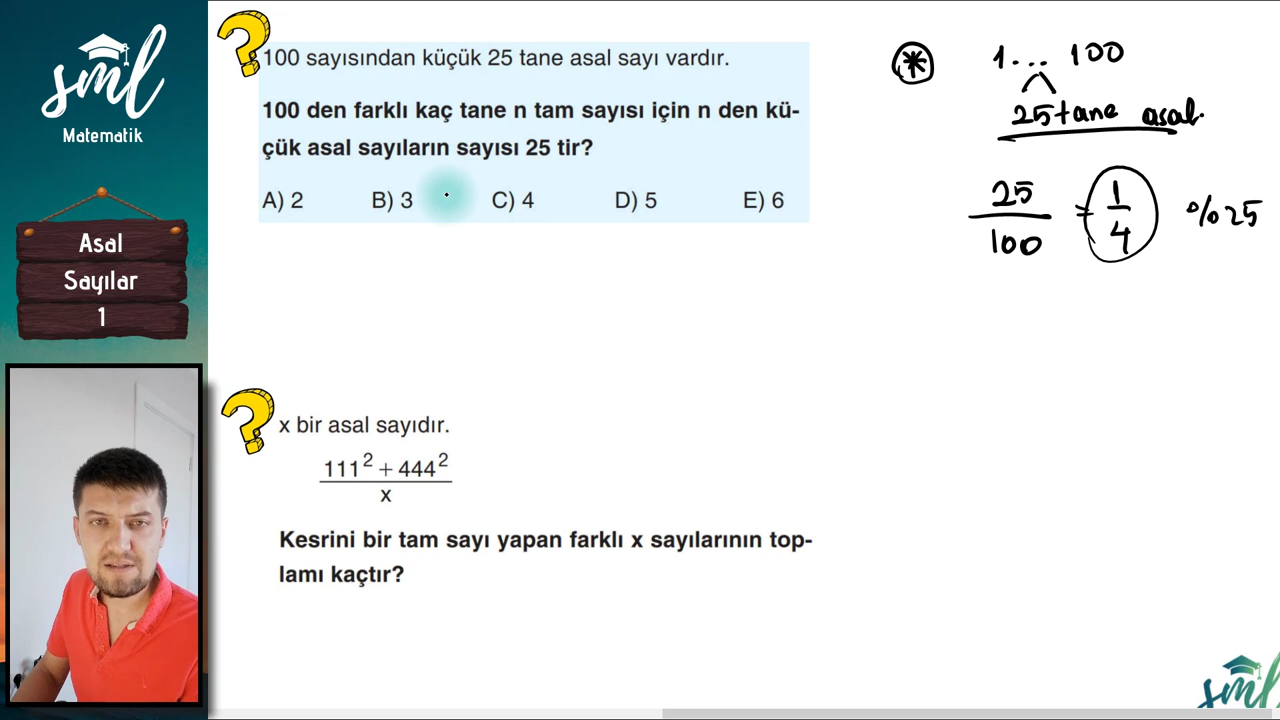 sml
Matematik
Asal
Sayılar
1
100 sayısından küçük 25 tane asal sayı vardır.
100 den farklı kaç tane n tam sayısı için n den kü-
çük asal sayıların sayısı 25 tir?
A) 2 B) 3 C) 4 D) 5 E) 6
1... 100
25 tane asal.
25/100 = 1/4 %25
x bir asal sayıdır.
111² + 444²
x
Kesrini bir tam sayı yapan farklı x sayılarının top-
lamı kaçtır?
sml